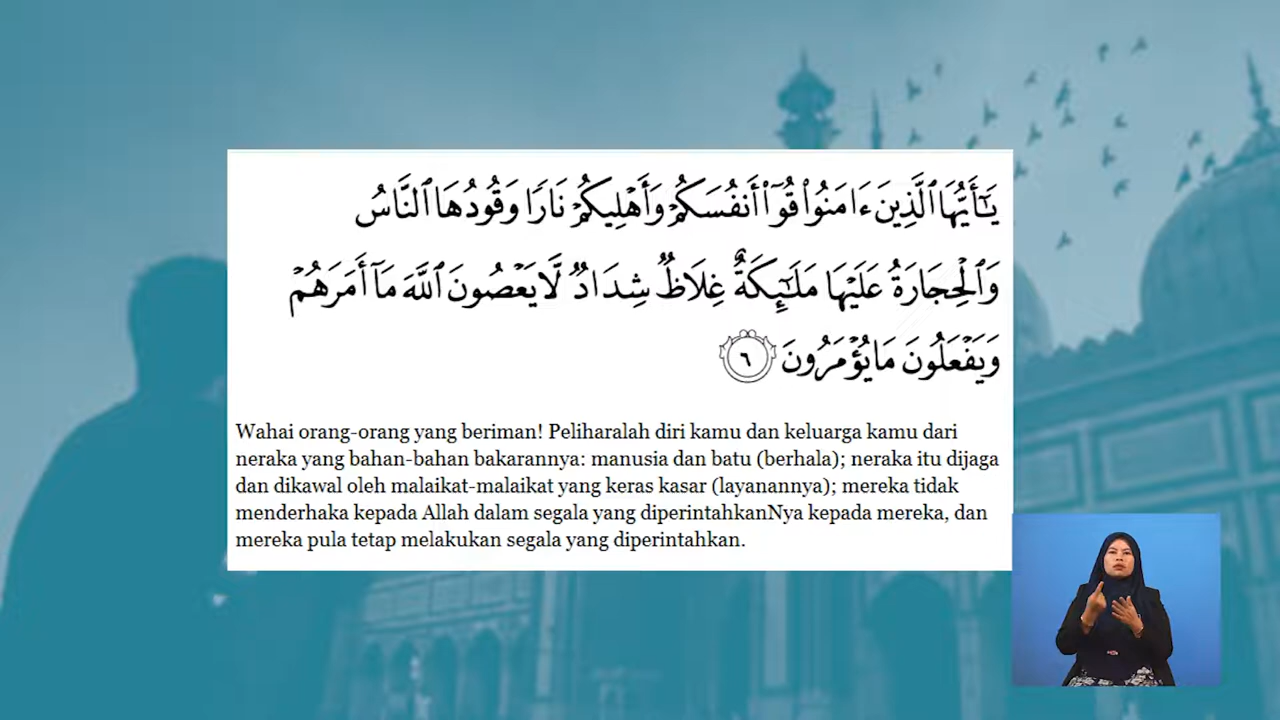 يَـٰٓأَيُّهَا ٱلَّذِينَ ءَامَنُوا۟ قُوٓا۟ أَنفُسَكُمْ وَأَهْلِيكُمْ نَارًا وَقُودُهَا ٱلنَّاسُ
وَٱلْحِجَارَةُ عَلَيْهَا مَلَـٰٓئِكَةٌ غِلَاظٌ شِدَادٌ لَّا يَعْصُونَ ٱللَّهَ مَآ أَمَرَهُمْ
وَيَفْعَلُونَ مَا يُؤْمَرُونَ ٦
Wahai orang-orang yang beriman! Peliharalah diri kamu dan keluarga kamu dari
neraka yang bahan-bahan bakarannya: manusia dan batu (berhala); neraka itu dijaga
dan dikawal oleh malaikat-malaikat yang keras kasar (layanannya); mereka tidak
menderhaka kepada Allah dalam segala yang diperintahkanNya kepada mereka, dan
mereka pula tetap melakukan segala yang diperintahkan.